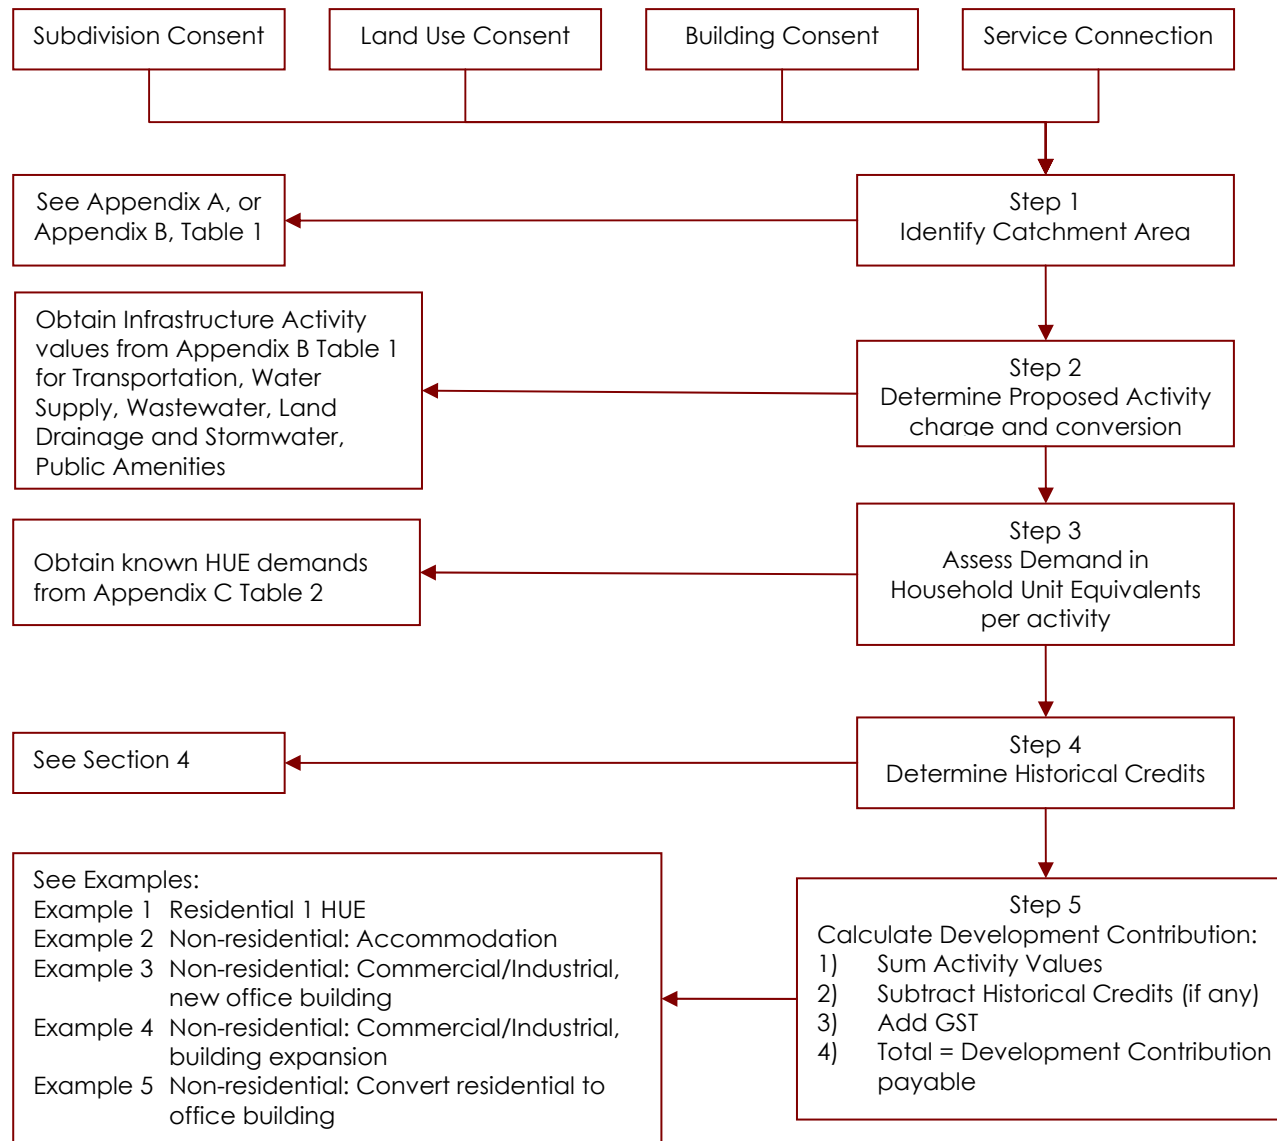 Subdivision Consent
Land Use Consent
Building Consent
Service Connection
See Appendix A, or
Appendix B, Table 1
Step 1
Identify Catchment Area
Obtain Infrastructure Activity
values from Appendix B Table 1
for Transportation, Water
Supply, Wastewater, Land
Drainage and Stormwater,
Public Amenities
Step 2
Determine Proposed Activity
charge and conversion
Obtain known HUE demands
from Appendix C Table 2
Step 3
Assess Demand in
Household Unit Equivalents
per activity
See Section 4
Step 4
Determine Historical Credits
See Examples:
Example 1 Residential 1 HUE
Example 2 Non-residential: Accommodation
Example 3 Non-residential: Commercial/Industrial,
new office building
Example 4 Non-residential: Commercial/Industrial,
building expansion
Example 5 Non-residential: Convert residential to
office building
Step 5
Calculate Development Contribution:
1) Sum Activity Values
2) Subtract Historical Credits (if any)
3) Add GST
4) Total = Development Contribution
payable